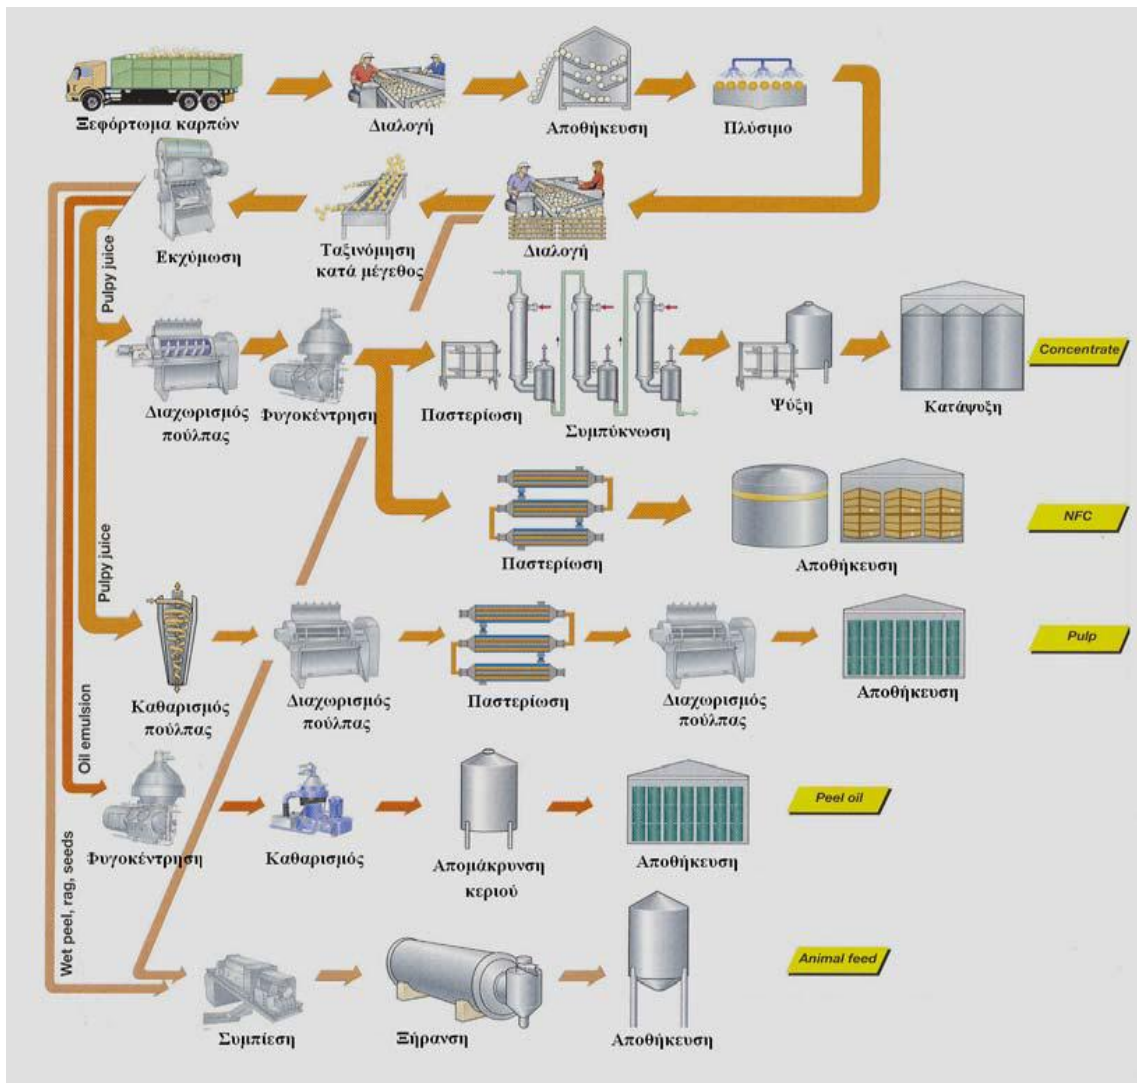 Ξεφόρτωμα καρπών
Διαλογή
Αποθήκευση
Πλύσιμο
Εκχύμωση
Ταξινόμηση
κατά μέγεθος
Διαλογή
Pulpy juice
Διαχωρισμός
πούλπας
Φυγοκέντρηση
Παστερίωση
Συμπύκνωση
Ψύξη
Κατάψυξη
Concentrate
Παστερίωση
Αποθήκευση
NFC
Pulpy juice
Καθαρισμός
πούλπας
Διαχωρισμός
πούλπας
Παστερίωση
Διαχωρισμός
πούλπας
Αποθήκευση
Pulp
Oil emulsion
Φυγοκέντρηση
Καθαρισμός
Απομάκρυνση
κεριού
Αποθήκευση
Peel oil
Wet peel, rag, seeds
Συμπίεση
Ξήρανση
Αποθήκευση
Animal feed